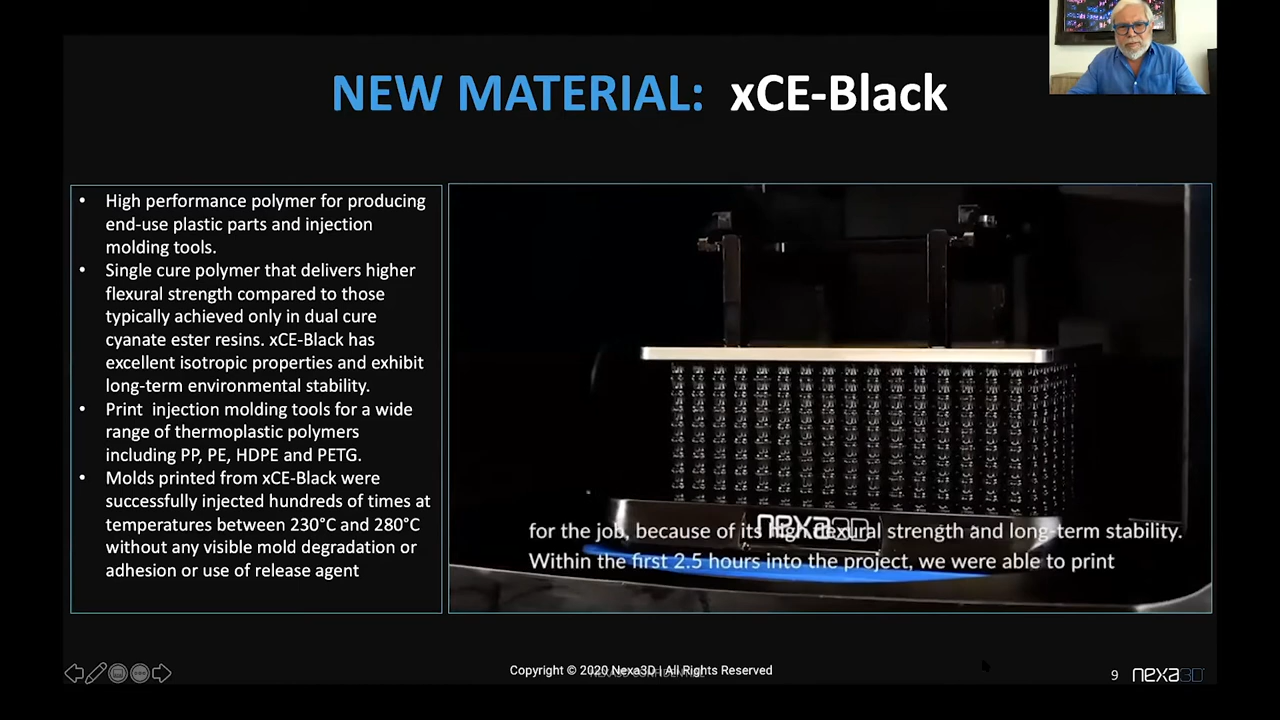 NEW MATERIAL: xCE-Black
• High performance polymer for producing
end-use plastic parts and injection
molding tools.
• Single cure polymer that delivers higher
flexural strength compared to those
typically achieved only in dual cure
cyanate ester resins. xCE-Black has
excellent isotropic properties and exhibit
long-term environmental stability.
• Print injection molding tools for a wide
range of thermoplastic polymers
including PP, PE, HDPE and PETG.
• Molds printed from xCE-Black were
successfully injected hundreds of times at
temperatures between 230°C and 280°C
without any visible mold degradation or
adhesion or use of release agent
nexa3D
for the job, because of its high flexural strength and long-term stability.
Within the first 2.5 hours into the project, we were able to print
Copyright © 2020 Nexa3D | All Rights Reserved
NEXA3D CONFIDENTIAL
9
nexa3D